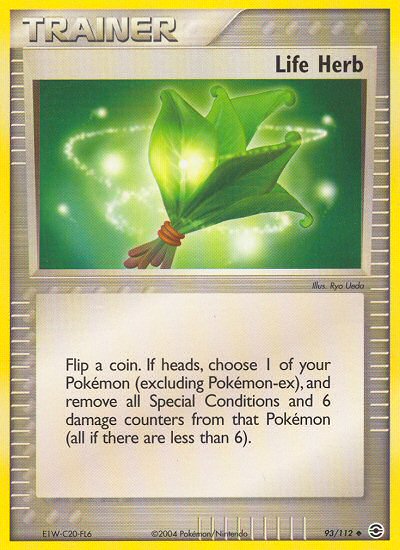 TRAINER
Life Herb
Illus. Ryo Ueda
Flip a coin. If heads, choose 1 of your
Pokémon (excluding Pokémon-ex), and
remove all Special Conditions and 6
damage counters from that Pokémon
(all if there are less than 6).
E1W-C20-FL6
©2004 Pokémon/Nintendo
93/112